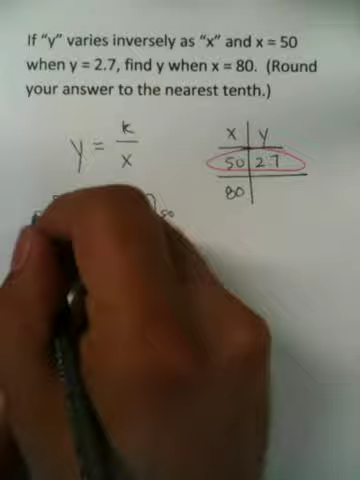 If "y" varies inversely as "x" and x = 50
when y = 2.7, find y when x = 80. (Round
your answer to the nearest tenth.)
y = k/x
x y
50 2.7
80
50